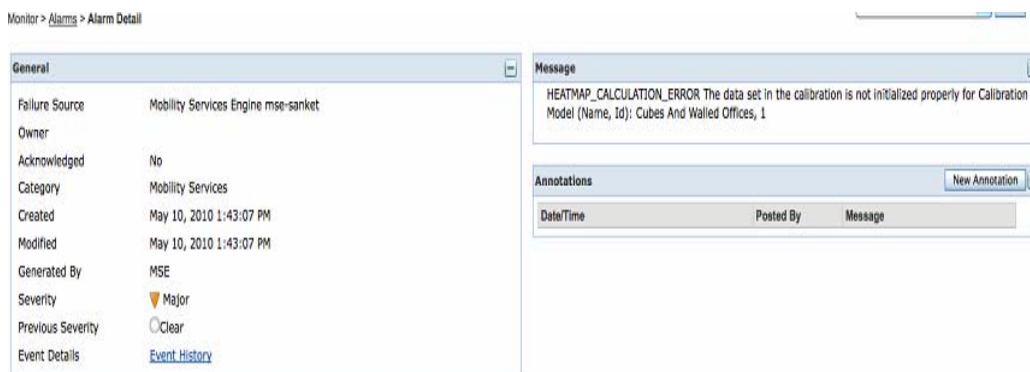 Monitor > Alarms > Alarm Detail
General
Failure Source Mobility Services Engine mse-sanket
Owner
Acknowledged No
Category Mobility Services
Created May 10, 2010 1:43:07 PM
Modified May 10, 2010 1:43:07 PM
Generated By MSE
Severity Major
Previous Severity Clear
Event Details Event History
Message
HEATMAP_CALCULATION_ERROR The data set in the calibration is not initialized properly for Calibration
Model (Name, Id): Cubes And Walled Offices, 1
Annotations New Annotation
Date/Time Posted By Message